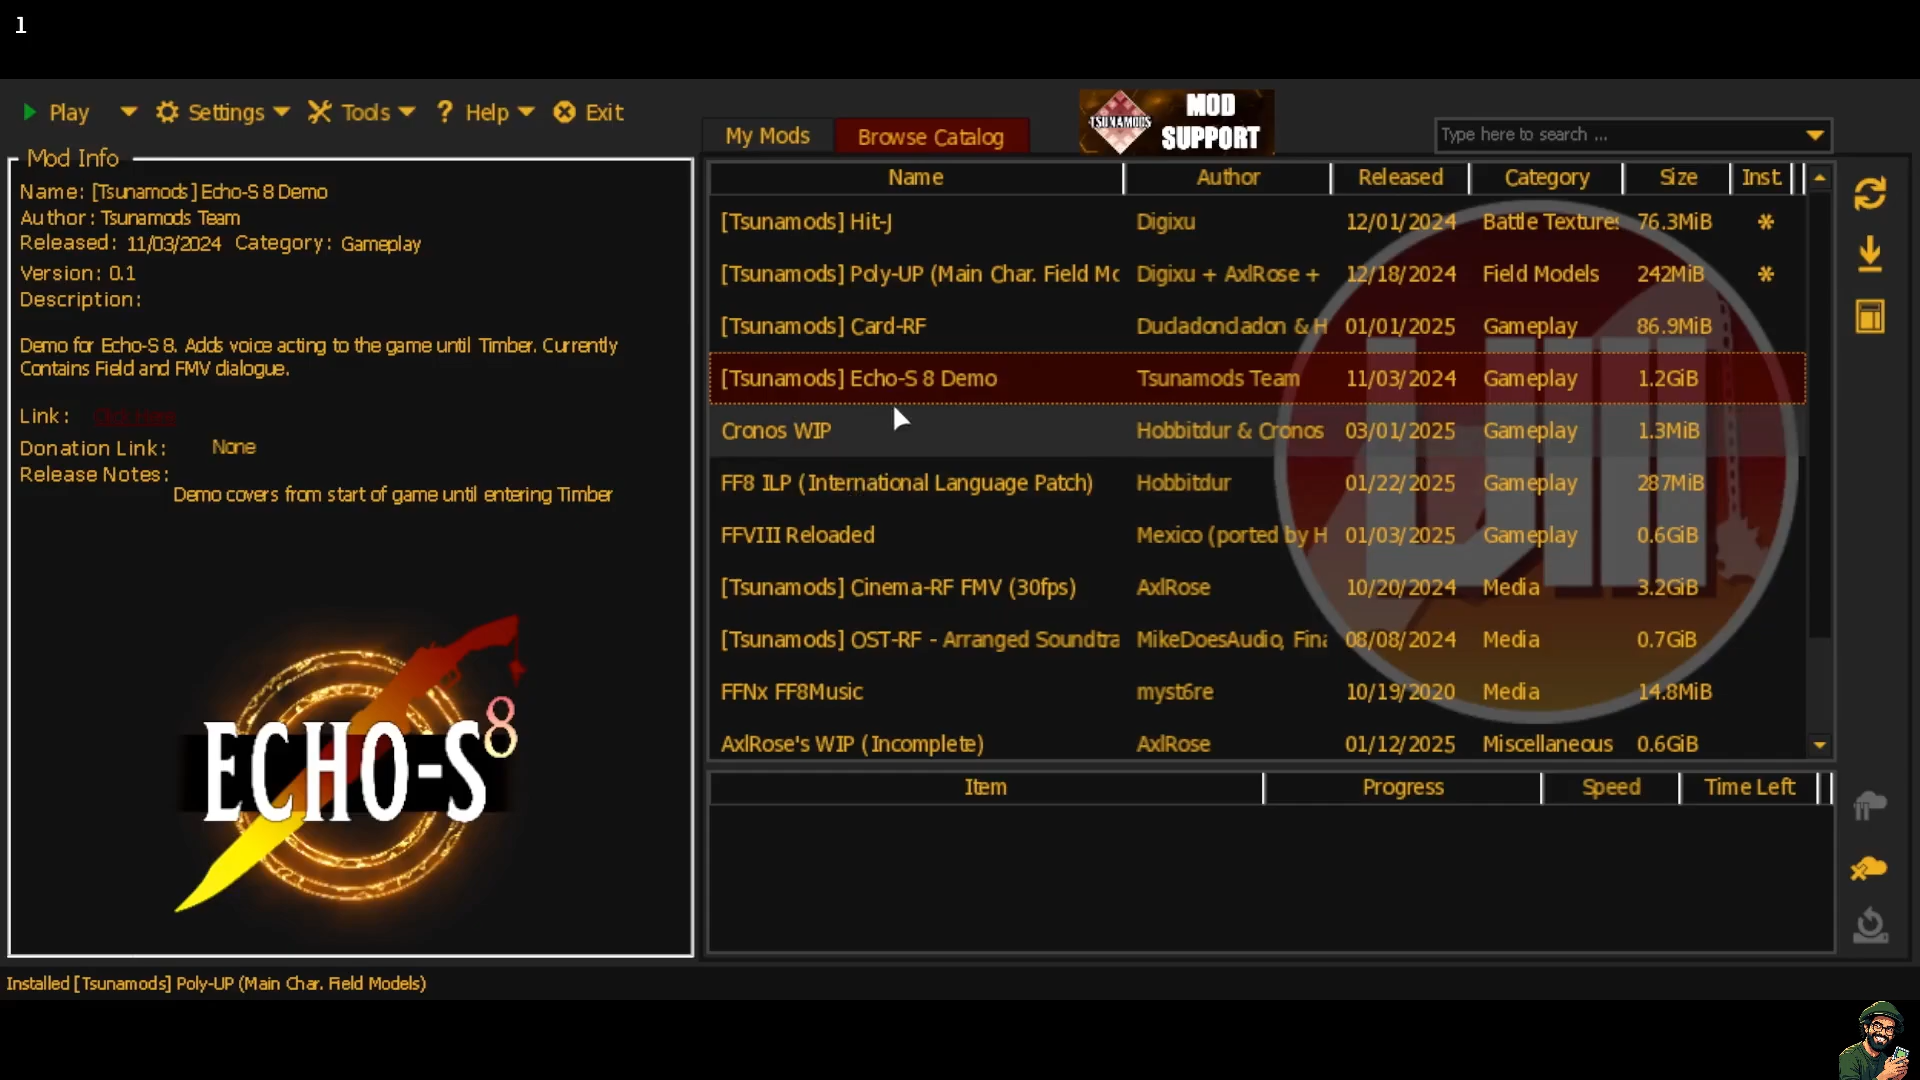 1
Play Settings Tools ? Help Exit
My Mods Browse Catalog TSUNAMODS MOD SUPPORT Type here to search ...
Mod Info
Name: [Tsunamods] Echo-S 8 Demo
Author: Tsunamods Team
Released: 11/03/2024 Category: Gameplay
Version: 0.1
Description:
Demo for Echo-S 8. Adds voice acting to the game until Timber. Currently
Contains Field and FMV dialogue.
Link: Click Here
Donation Link: None
Release Notes:
Demo covers from start of game until entering Timber
ECHO-S 8
Name Author Released Category Size Inst.
[Tsunamods] Hit-J Digixu 12/01/2024 Battle Textures 76.3MiB *
[Tsunamods] Poly-UP (Main Char. Field Mc Digixu + AxlRose + 12/18/2024 Field Models 242MiB *
[Tsunamods] Card-RF Dudadondadon & H 01/01/2025 Gameplay 86.9MiB
[Tsunamods] Echo-S 8 Demo Tsunamods Team 11/03/2024 Gameplay 1.2GiB
Cronos WIP Hobbitdur & Cronos 03/01/2025 Gameplay 1.3MiB
FF8 ILP (International Language Patch) Hobbitdur 01/22/2025 Gameplay 287MiB
FFVIII Reloaded Mexico (ported by H 01/03/2025 Gameplay 0.6GiB
[Tsunamods] Cinema-RF FMV (30fps) AxlRose 10/20/2024 Media 3.2GiB
[Tsunamods] OST-RF - Arranged Soundtra MikeDoesAudio, Fina 08/08/2024 Media 0.7GiB
FFNx FF8Music myst6re 10/19/2020 Media 14.8MiB
AxlRose's WIP (Incomplete) AxlRose 01/12/2025 Miscellaneous 0.6GiB
Item Progress Speed Time Left
Installed [Tsunamods] Poly-UP (Main Char. Field Models)